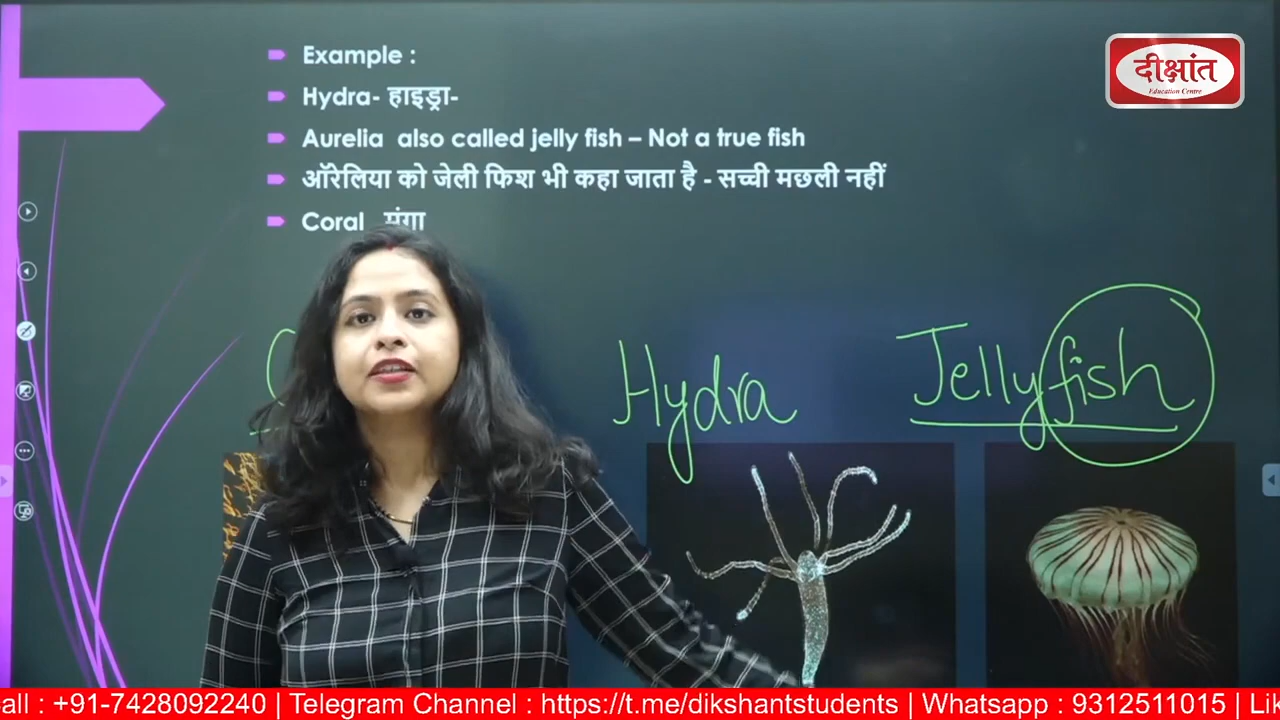 Example :
दीक्षांत
Education Centre
Hydra- हाइड्रा-
Aurelia also called jelly fish – Not a true fish
ऑरेलिया को जेली फिश भी कहा जाता है - सच्ची मछली नहीं
Coral मूंगा
Hydra
Jellyfish
all : +91-7428092240 | Telegram Channel : https://t.me/dikshantstudents | Whatsapp : 9312511015 | Lik